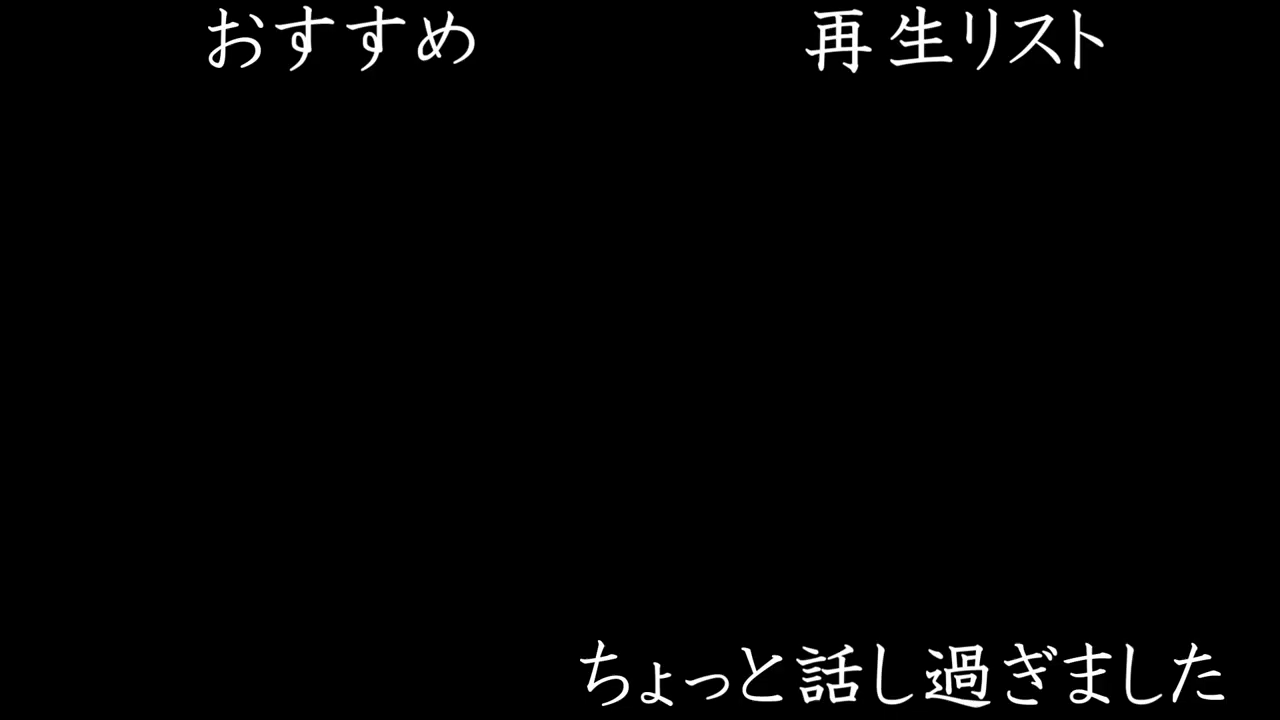 おすすめ
再生リスト
ちょっと話し過ぎました